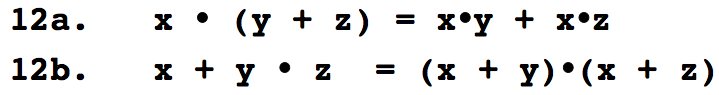 12a. x • (y + z) = x•y + x•z
12b. x + y • z = (x + y)•(x + z)